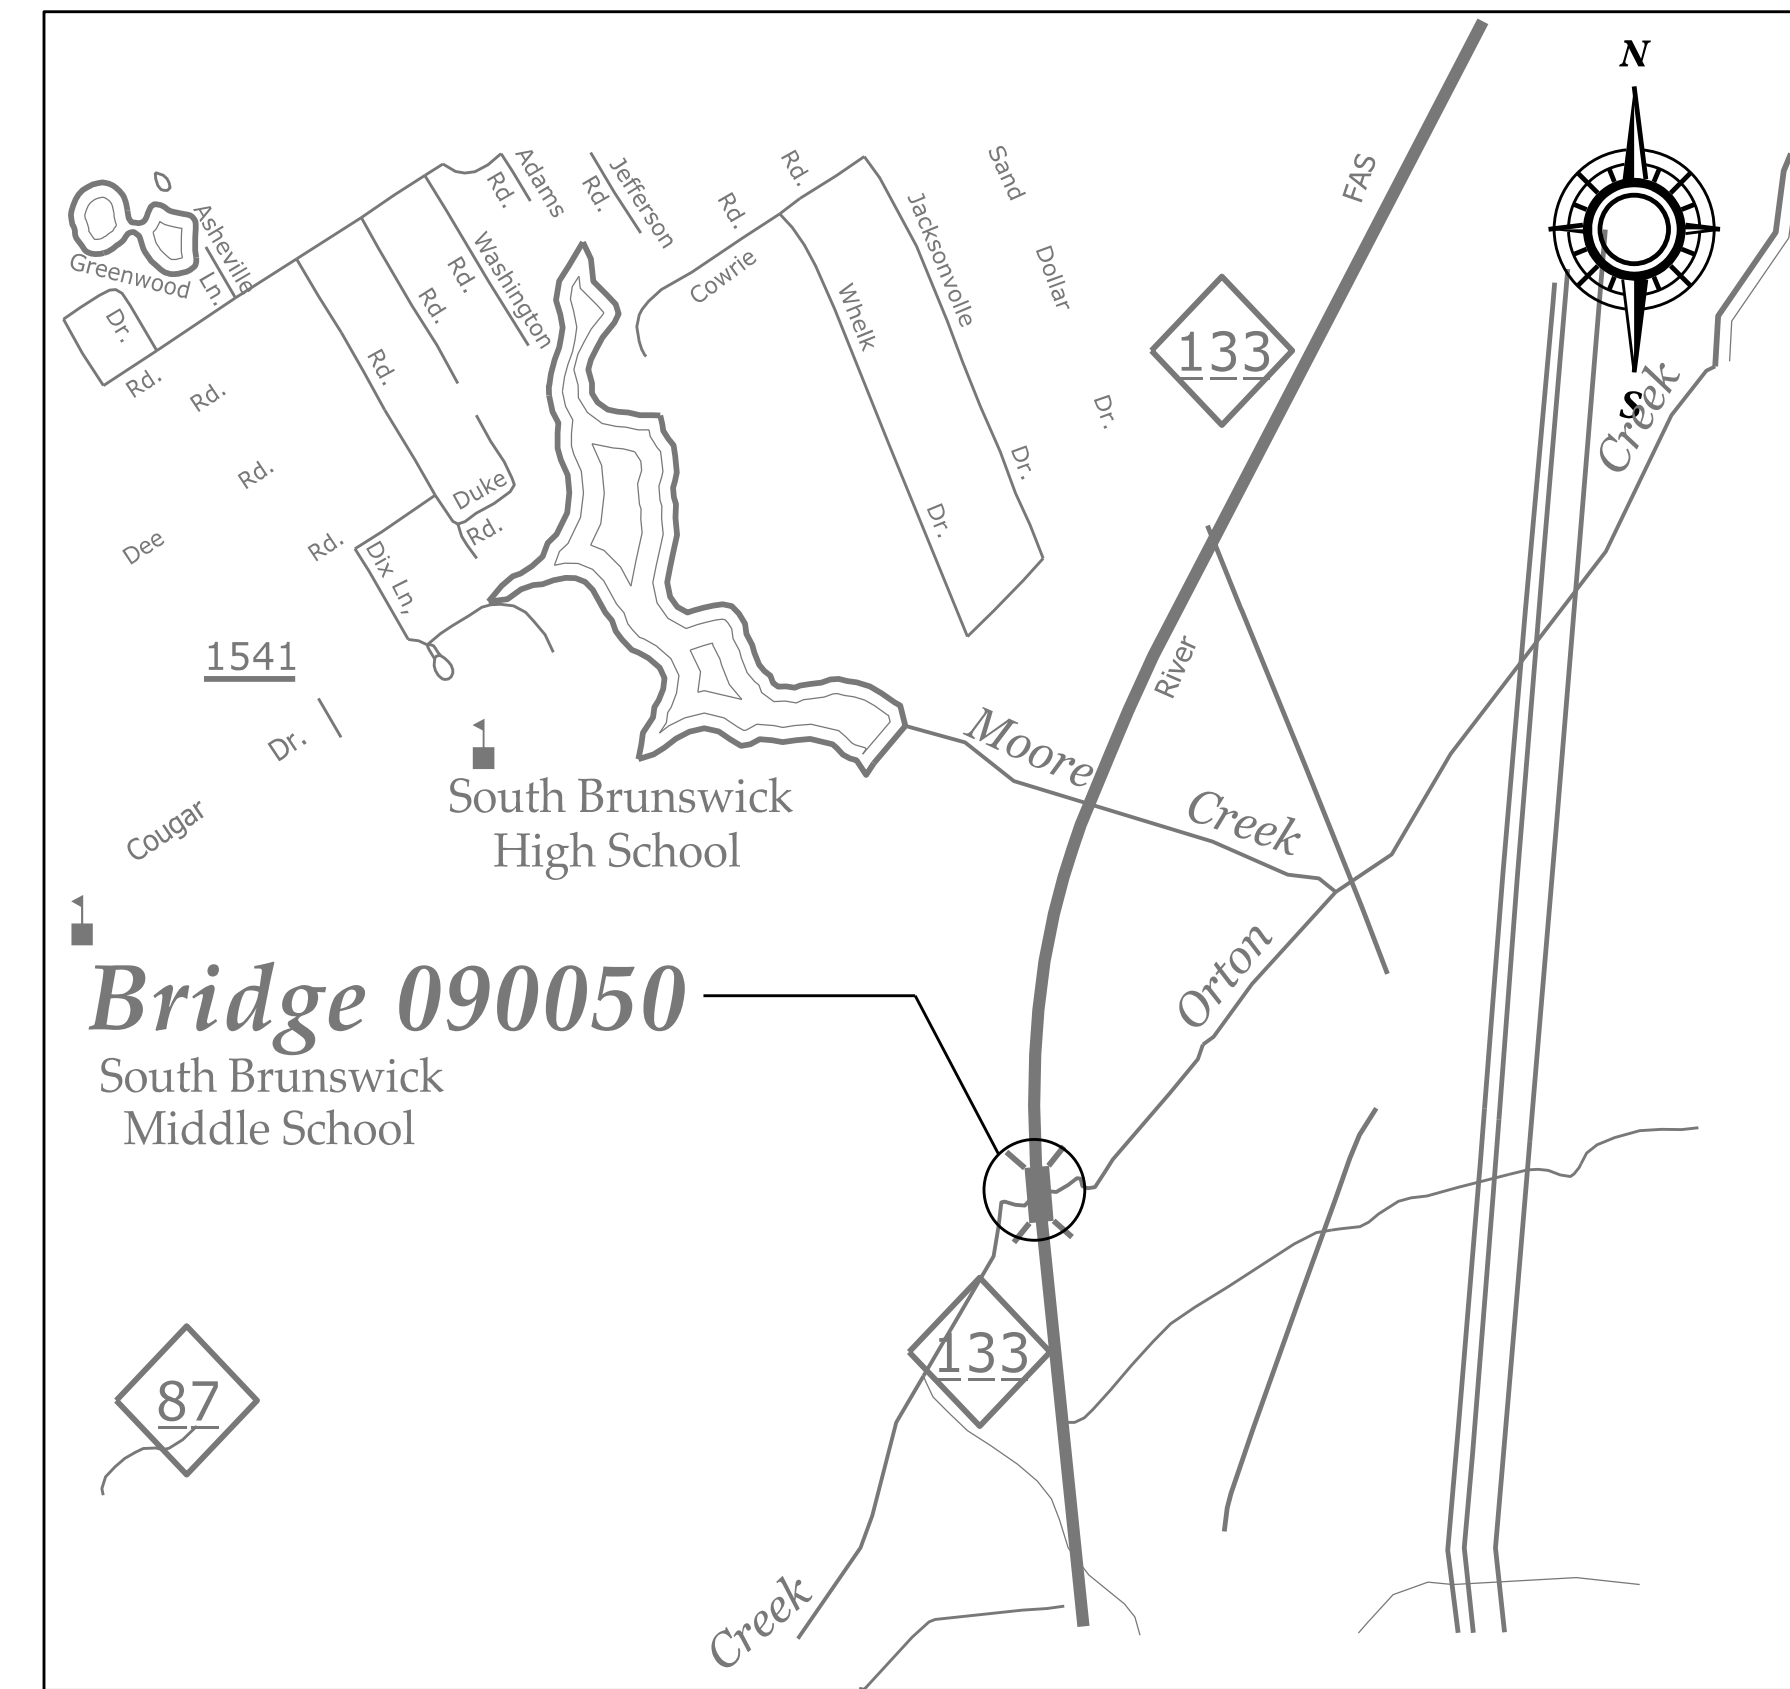 N
FAS
Sand
Dollar
Dr.
Adams
Rd.
Jefferson
Rd.
Rd.
Rd.
Cowrie
Jacksonvolle
Dr.
Whelk
Dr.
Asheville
Ln.
Greenwood
Dr.
Washington
Rd.
Rd.
Rd.
Rd.
Rd.
Rd.
Rd.
Dee
Duke
Rd.
Dix Ln,
133
S
Creek
1541
Dr.
Cougar
River
Moore
Creek
South Brunswick
High School
Orton
Bridge 090050
South Brunswick
Middle School
133
87
Creek